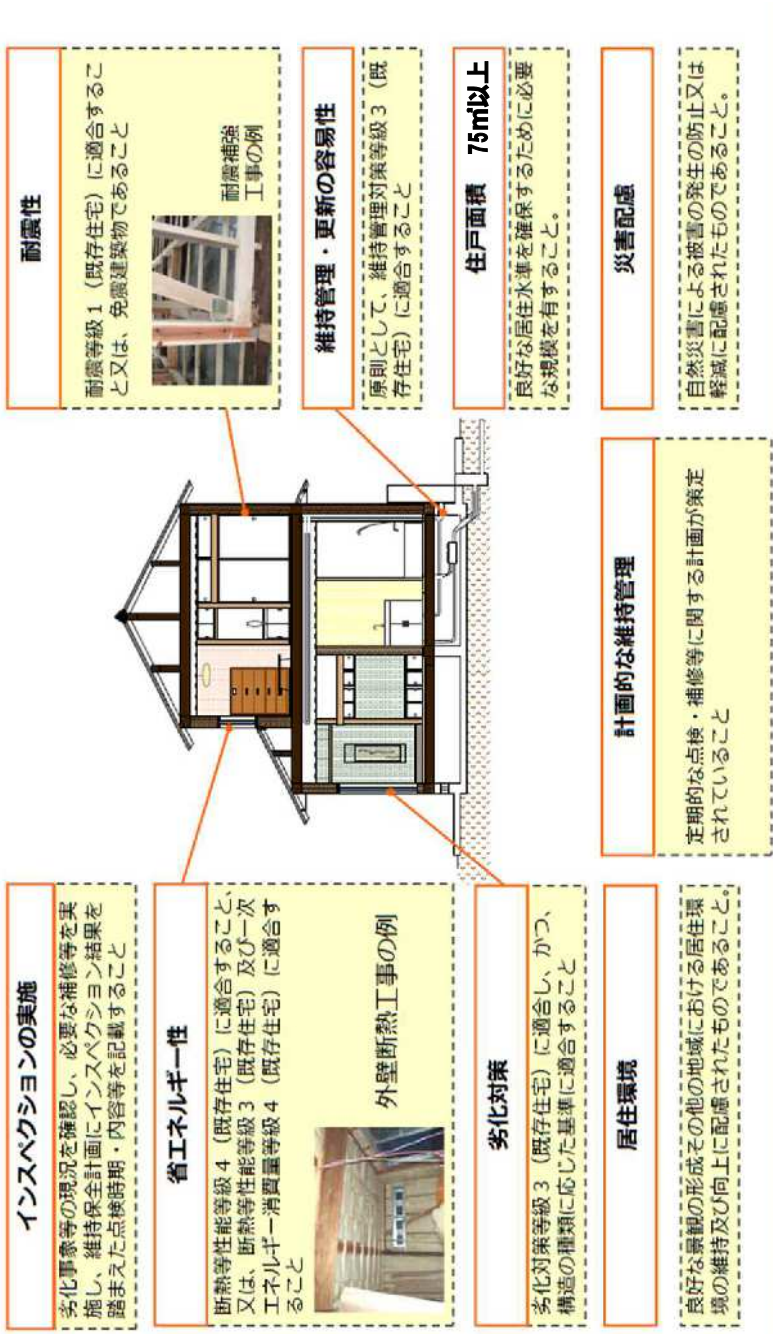 インスペクションの実施
劣化事象等の現況を確認し、必要な補修等を実
施し、維持保全計画にインスペクション結果を
踏まえた点検時期・内容等を記載すること
省エネルギー性
断熱等性能等級4（既存住宅）に適合すること、
又は、断熱等性能等級3（既存住宅）及び一次
エネルギー消費量等級4（既存住宅）に適合す
ること
外壁断熱工事の例
劣化対策
劣化対策等級3（既存住宅）に適合し、かつ、
構造の種類に応じた基準に適合すること
居住環境
良好な景観の形成その他の地域における居住環
境の維持及び向上に配慮されたものであること。
計画的な維持管理
定期的な点検・補修等に関する計画が策定
されていること
耐震性
耐震等級1（既存住宅）に適合するこ
と又は、免震建築物であること
耐震補強
工事の例
維持管理・更新の容易性
原則として、維持管理対策等級3（既
存住宅）に適合すること
住戸面積 75㎡以上
良好な居住水準を確保するために必要
な規模を有すること。
災害配慮
自然災害による被害の発生の防止又は
軽減に配慮されたものであること。